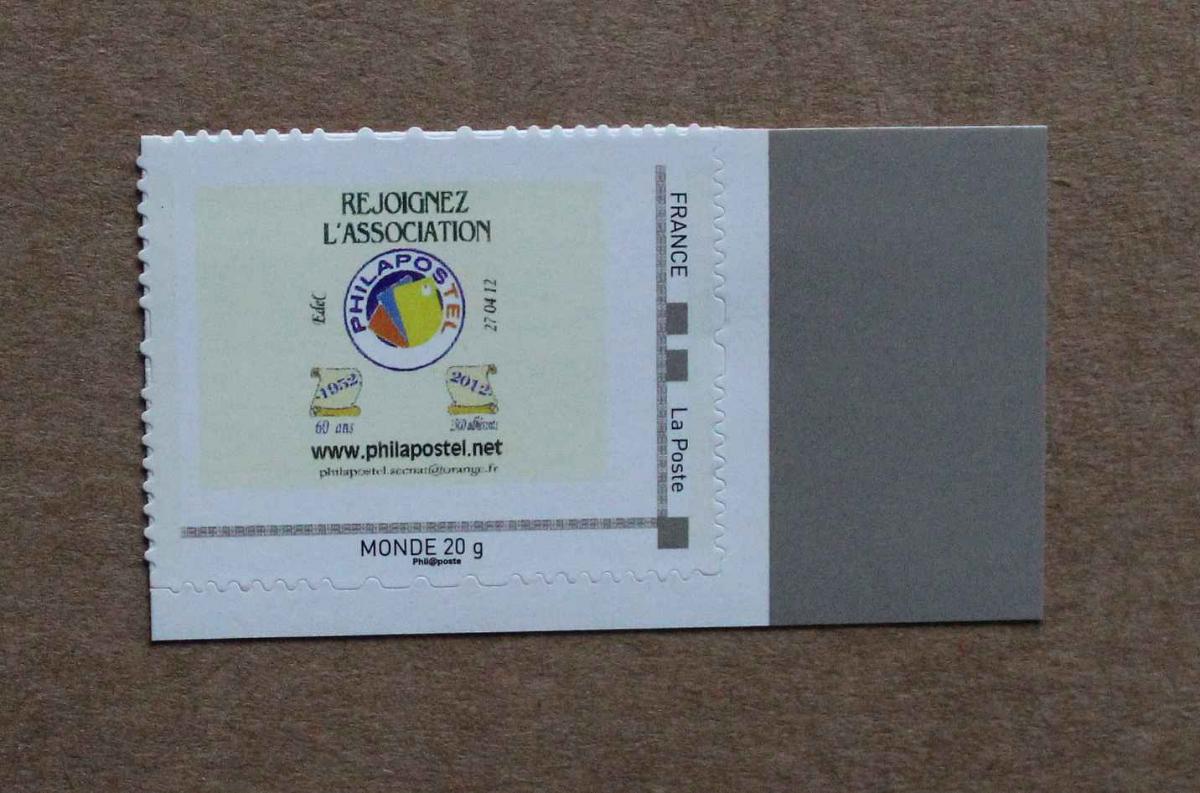 REJOIGNEZ
L'ASSOCIATION
PHILAPOSTEL
EdeC
27 04 12
1952
2012
60 ans
www.philapostel.net
philapostel.secnat@orange.fr
FRANCE
La Poste
MONDE 20 g
Phil@poste